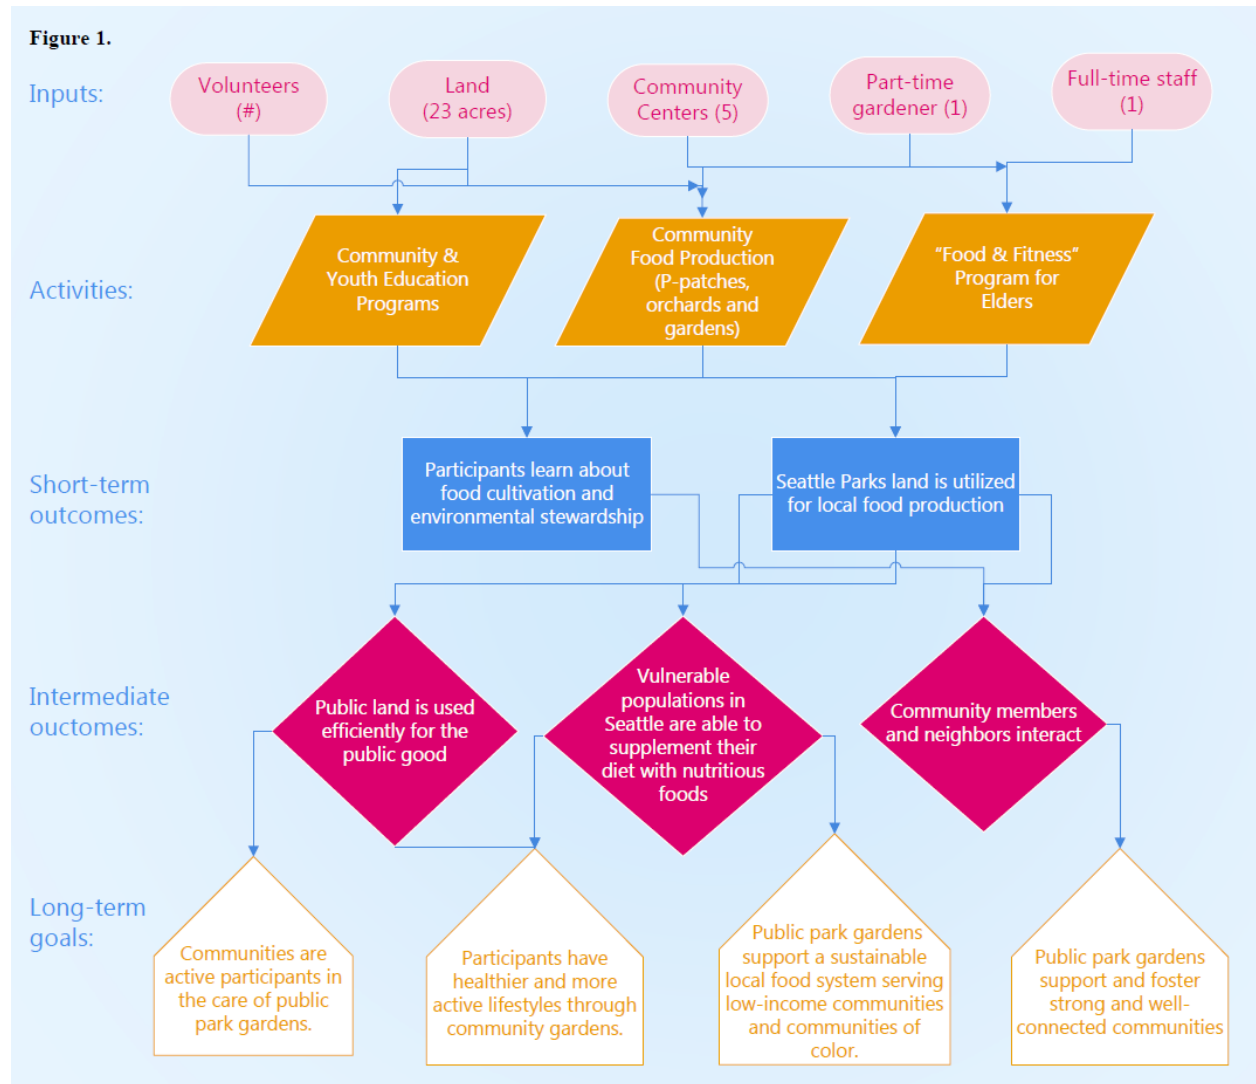 Figure 1.
Inputs:
Volunteers
(#)
Land
(23 acres)
Community
Centers (5)
Part-time
gardener (1)
Full-time staff
(1)
Activities:
Community &
Youth Education
Programs
Community
Food Production
(P-patches,
orchards and
gardens)
“Food & Fitness”
Program for
Elders
Short-term
outcomes:
Participants learn about
food cultivation and
environmental stewardship
Seattle Parks land is utilized
for local food production
Intermediate
ouctomes:
Public land is used
efficiently for the
public good
Vulnerable
populations in
Seattle are able to
supplement their
diet with nutritious
foods
Community members
and neighbors interact
Long-term
goals:
Communities are
active participants in
the care of public
park gardens.
Participants have
healthier and more
active lifestyles through
community gardens.
Public park gardens
support a sustainable
local food system serving
low-income communities
and communities of
color.
Public park gardens
support and foster
strong and well-
connected communities